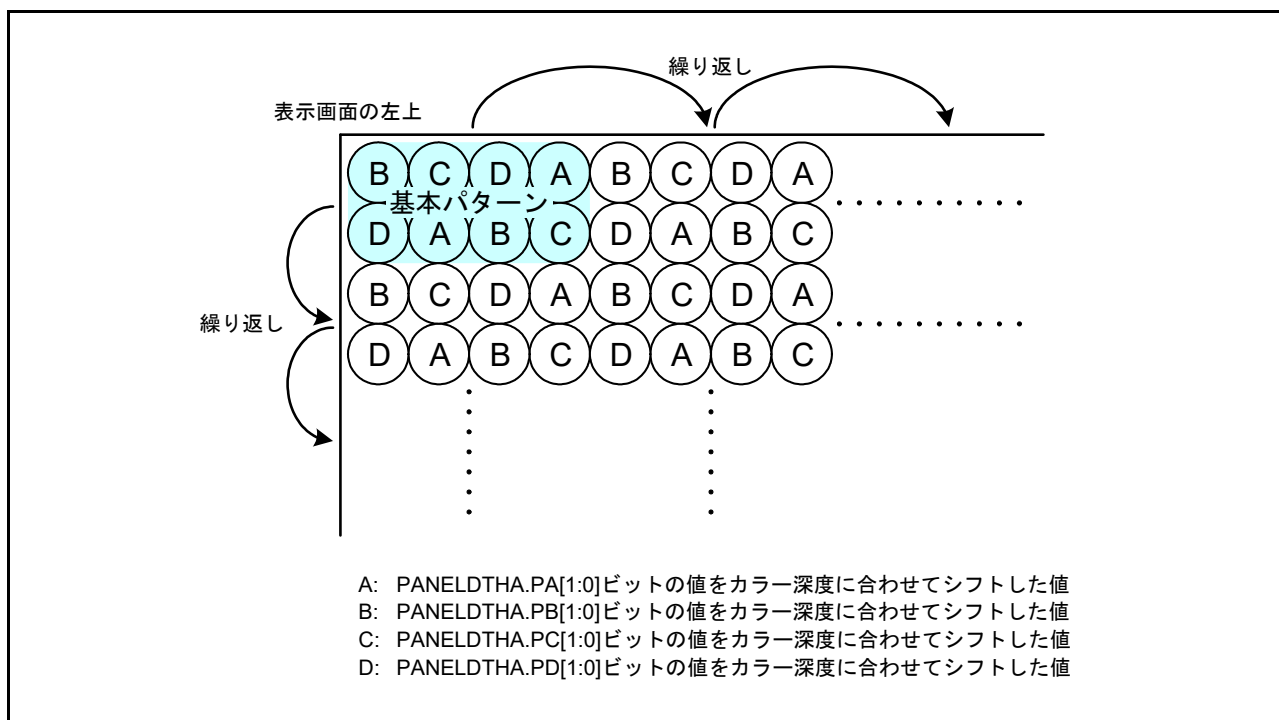 繰り返し
表示画面の左上
B C D A B C D A
基本パターン
D A B C D A B C
B C D A B C D A
繰り返し
D A B C D A B C
A: PANELDTHA.PA[1:0]ビットの値をカラー深度に合わせてシフトした値
B: PANELDTHA.PB[1:0]ビットの値をカラー深度に合わせてシフトした値
C: PANELDTHA.PC[1:0]ビットの値をカラー深度に合わせてシフトした値
D: PANELDTHA.PD[1:0]ビットの値をカラー深度に合わせてシフトした値